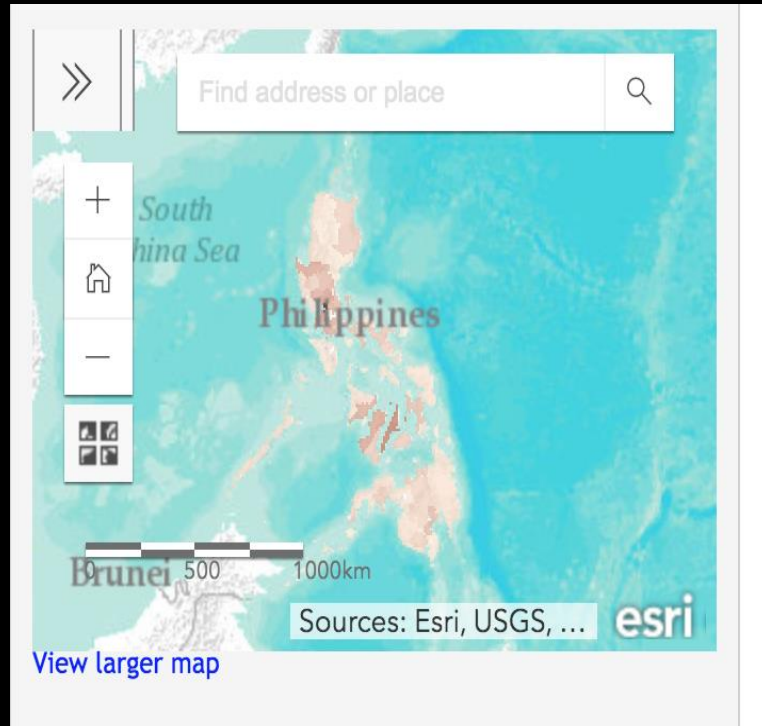 Find address or place
South
hina Sea
Philippines
Brunei
0 500 1000km
Sources: Esri, USGS, ...
esri
View larger map